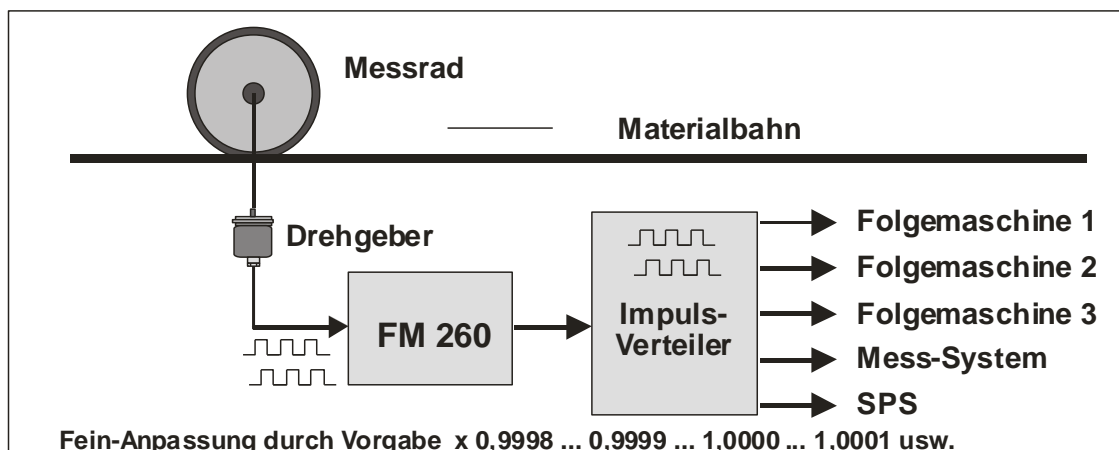 Messrad
Materialbahn
Drehgeber
FM 260
Impuls-
Verteiler
Folgemaschine 1
Folgemaschine 2
Folgemaschine 3
Mess-System
SPS
Fein-Anpassung durch Vorgabe x 0,9998 ... 0,9999 ... 1,0000 ... 1,0001 usw.